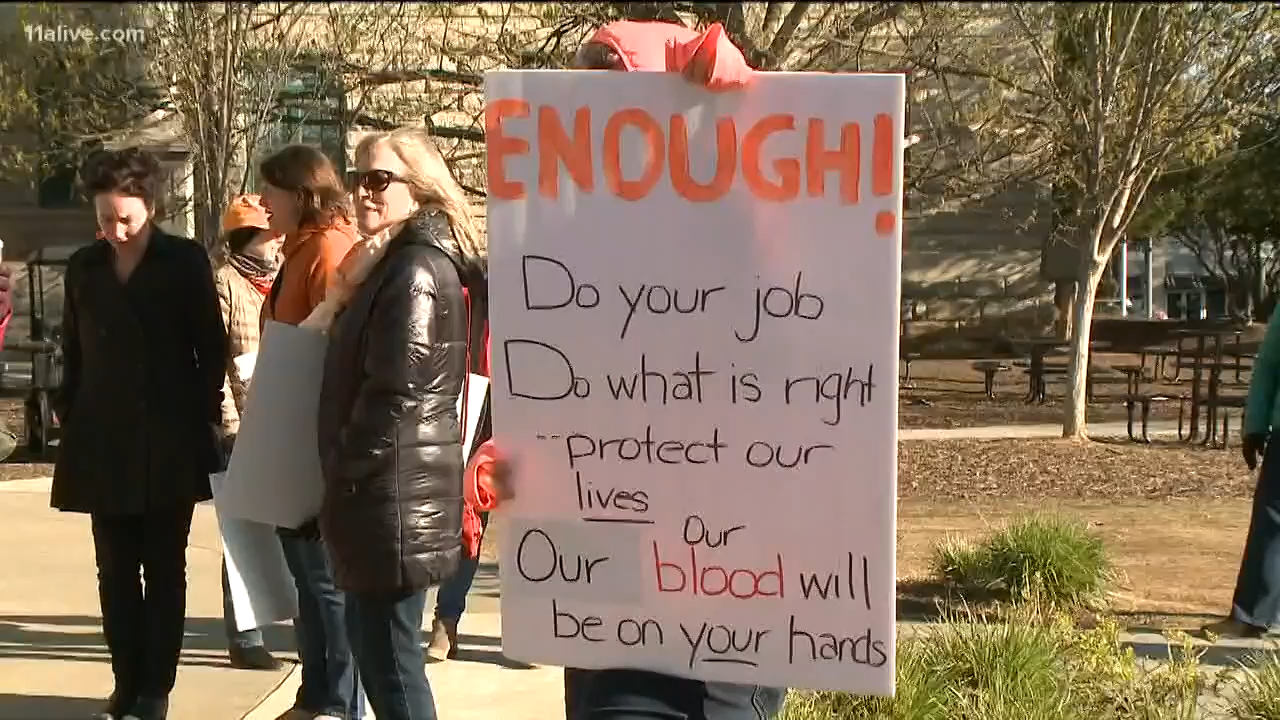 11alive.com
ENOUGH!
Do your job
Do what is right
--protect our
lives
Our
Our blood will
be on your hands